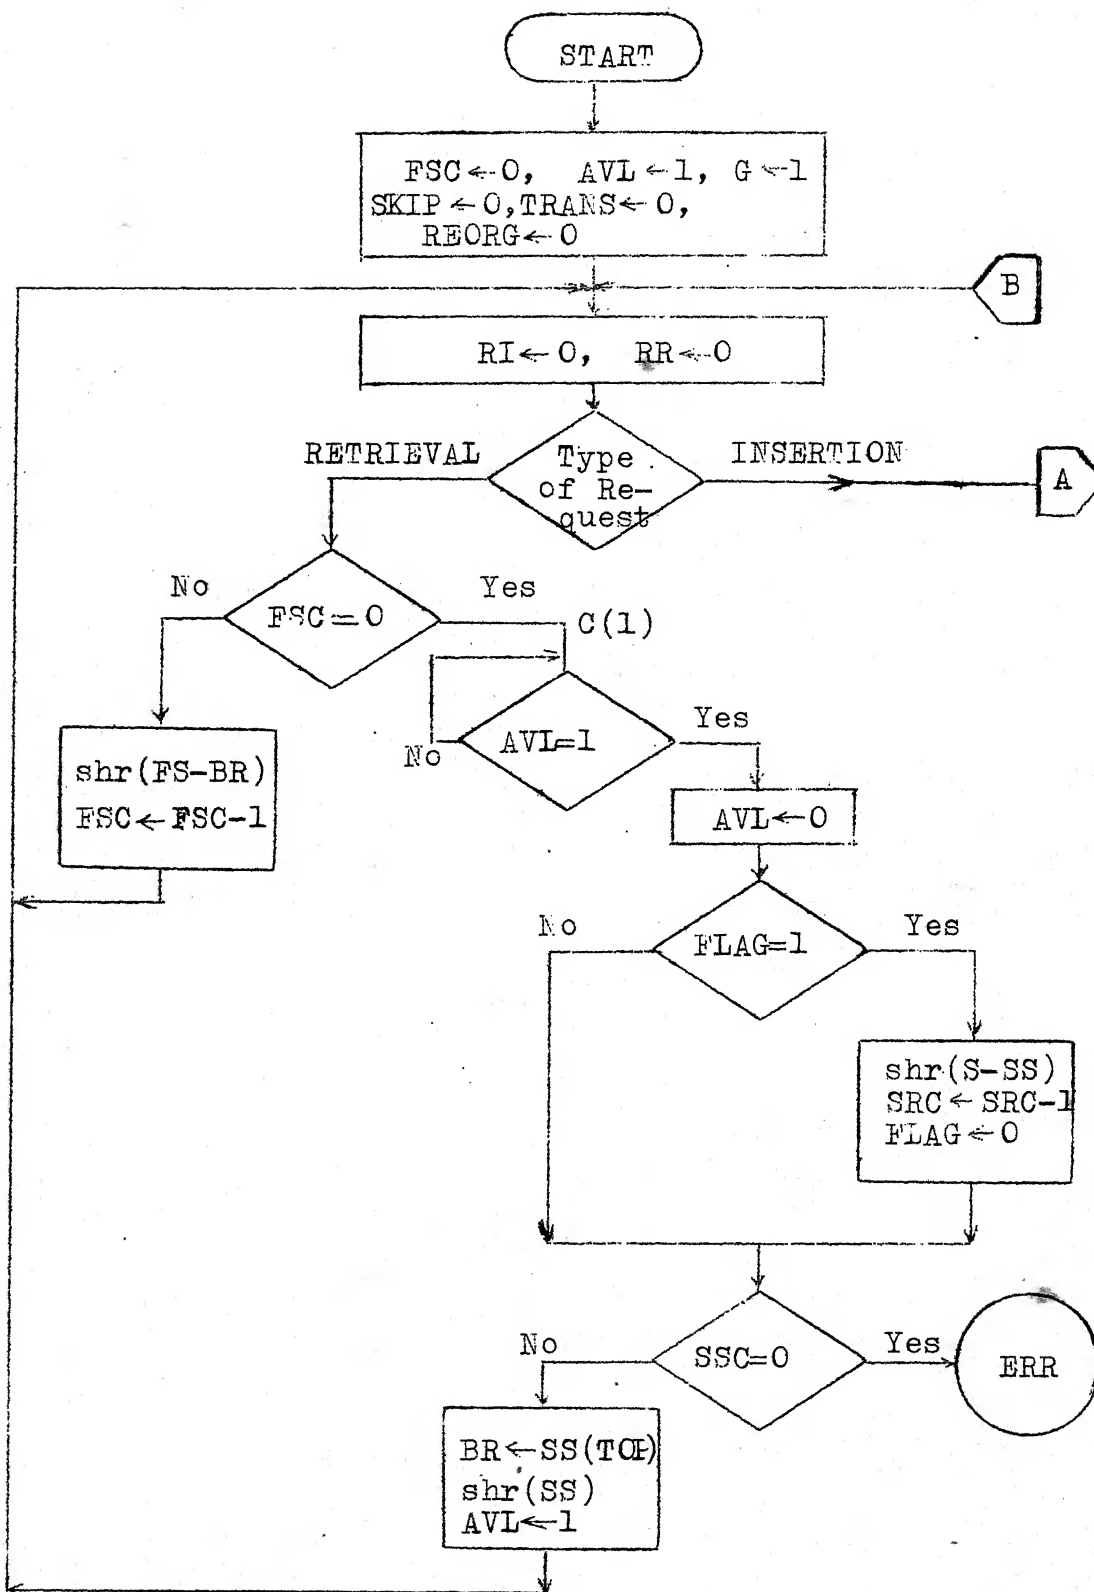 START
FSC←0, AVL←1, G←1
SKIP←0,TRANS←0,
REORG←0
B
RI←0, RR←0
RETRIEVAL
Type
of Re-
quest
INSERTION
A
No
FSC=0
Yes
C(1)
No
AVL=1
Yes
shr(FS-BR)
FSC←FSC-1
AVL←0
No
FLAG=1
Yes
shr(S-SS)
SRC←SRC-1
FLAG←0
No
SSC=0
Yes
ERR
BR←SS(TOP)
shr(SS)
AVL←1